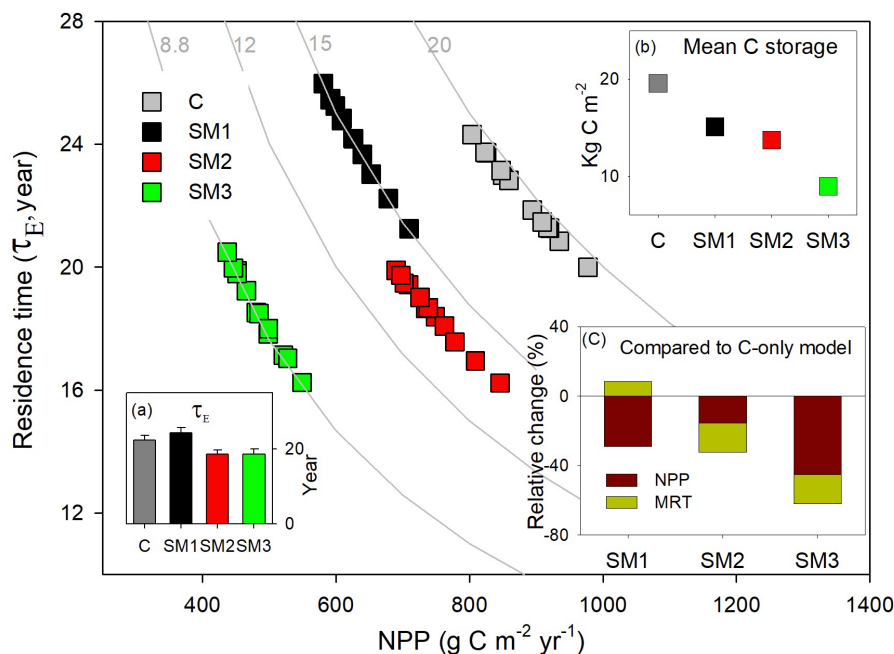 28
24
20
16
12
Residence time (τE, year)
8.8
12
15
20
C
SM1
SM2
SM3
(b) Mean C storage
20
10
Kg C m-2
C SM1 SM2 SM3
(a) τE
20
0
Year
C SM1 SM2 SM3
(C) Compared to C-only model
40
0
-40
-80
Relative change (%)
NPP
MRT
SM1 SM2 SM3
400 600 800 1000 1200 1400
NPP (g C m-2 yr-1)